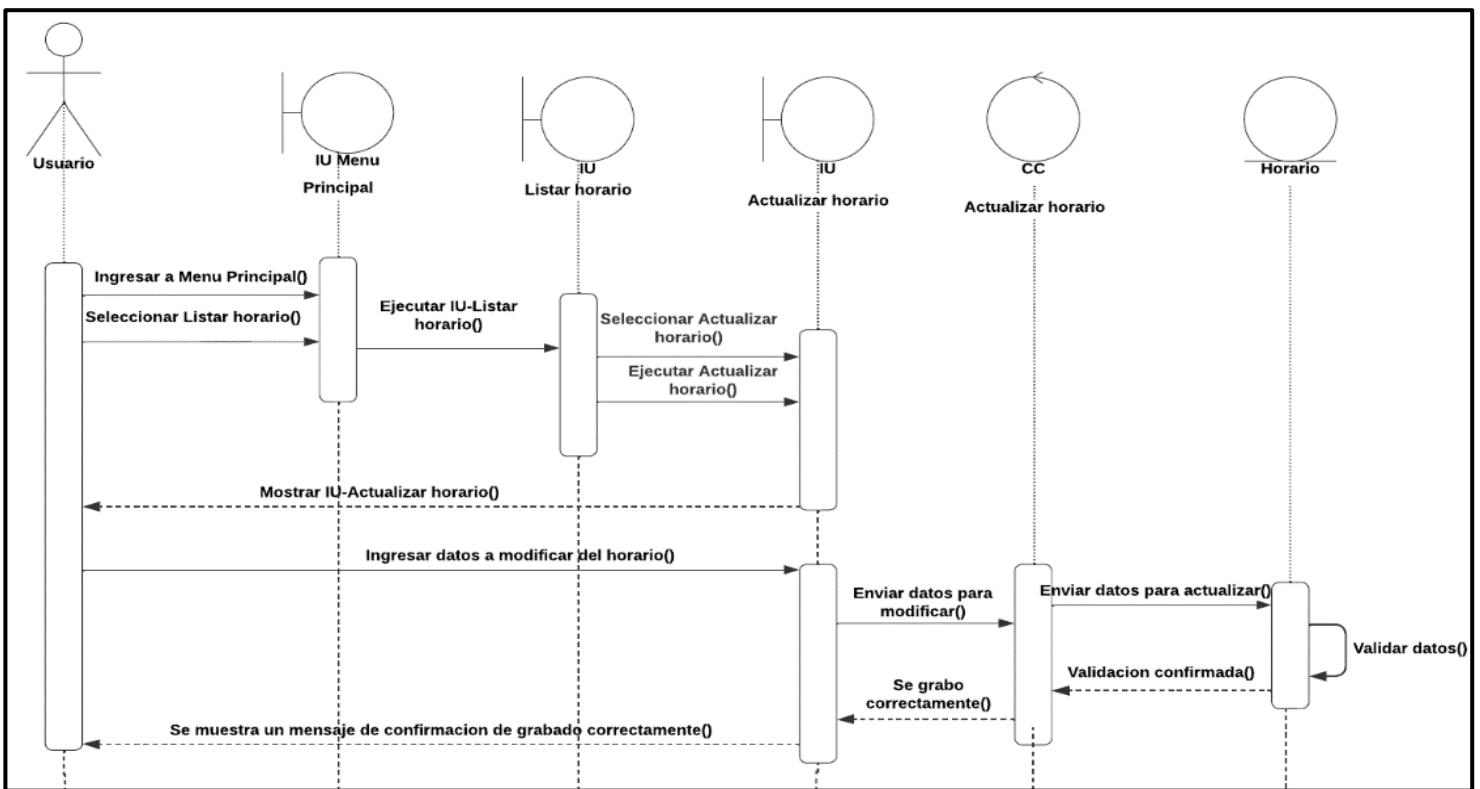 Usuario
IU Menu
Principal
IU
Listar horario
IU
Actualizar horario
CC
Actualizar horario
Horario
Ingresar a Menu Principal()
Seleccionar Listar horario()
Ejecutar IU-Listar
horario()
Seleccionar Actualizar
horario()
Ejecutar Actualizar
horario()
Mostrar IU-Actualizar horario()
Ingresar datos a modificar del horario()
Enviar datos para
modificar()
Enviar datos para actualizar()
Validar datos()
Validacion confirmada()
Se grabo
correctamente()
Se muestra un mensaje de confirmacion de grabado correctamente()